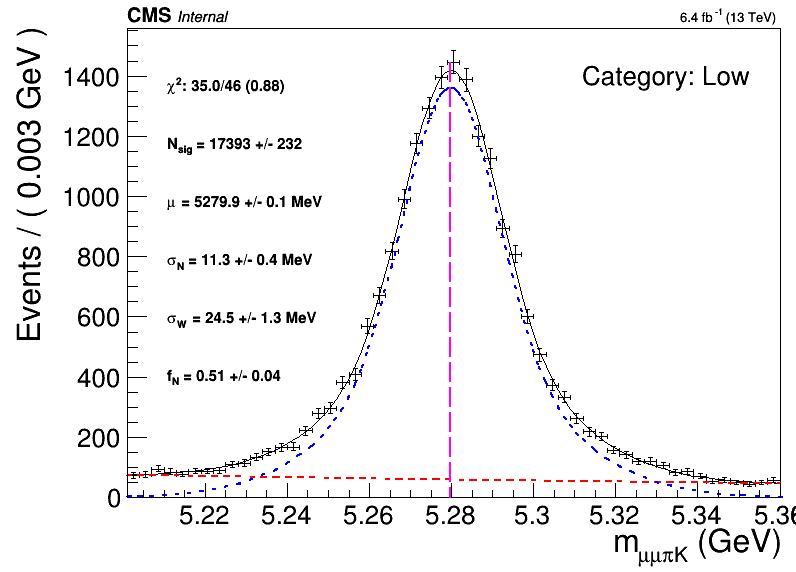 CMS Internal
6.4 fb⁻¹ (13 TeV)
Events / ( 0.003 GeV )
1400
1200
1000
800
600
400
200
0
χ²: 35.0/46 (0.88)
N_sig = 17393 +/- 232
μ = 5279.9 +/- 0.1 MeV
σ_N = 11.3 +/- 0.4 MeV
σ_W = 24.5 +/- 1.3 MeV
f_N = 0.51 +/- 0.04
Category: Low
5.22 5.24 5.26 5.28 5.3 5.32 5.34 5.36
m_μμπK (GeV)